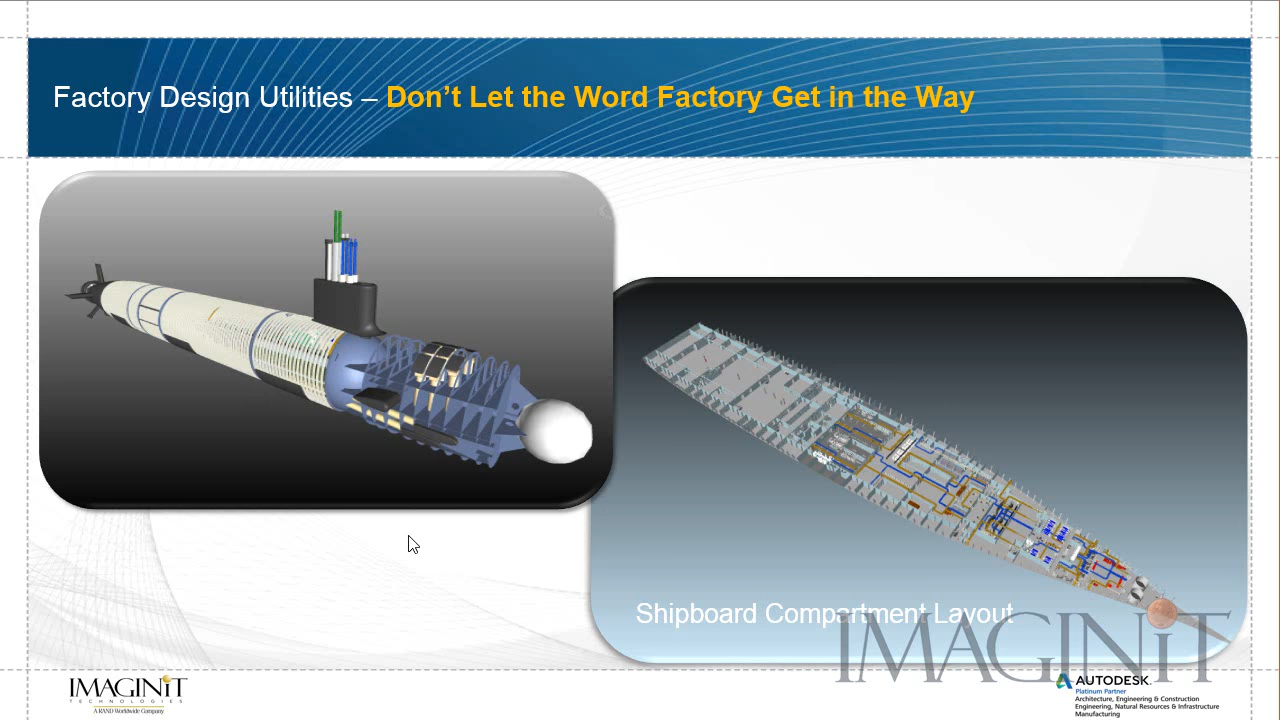 Factory Design Utilities – Don’t Let the Word Factory Get in the Way
Shipboard Compartment Layout
IMAGINiT
IMAGINiT
TECHNOLOGIES
A RAND Worldwide Company
AUTODESK.
Platinum Partner
Architecture, Engineering & Construction
Engineering, Natural Resources & Infrastructure
Manufacturing